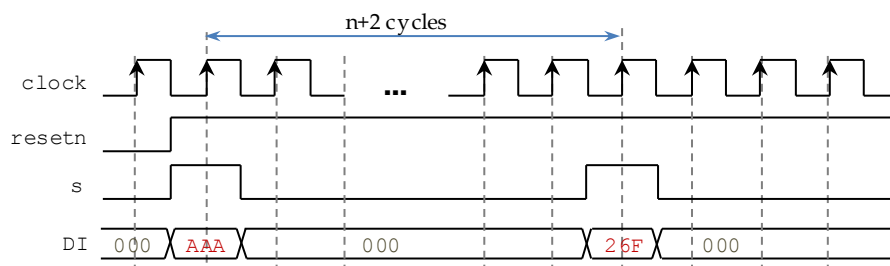 n+2 cycles
clock ...
resetn
s
DI 000 AAA 000 26F 000